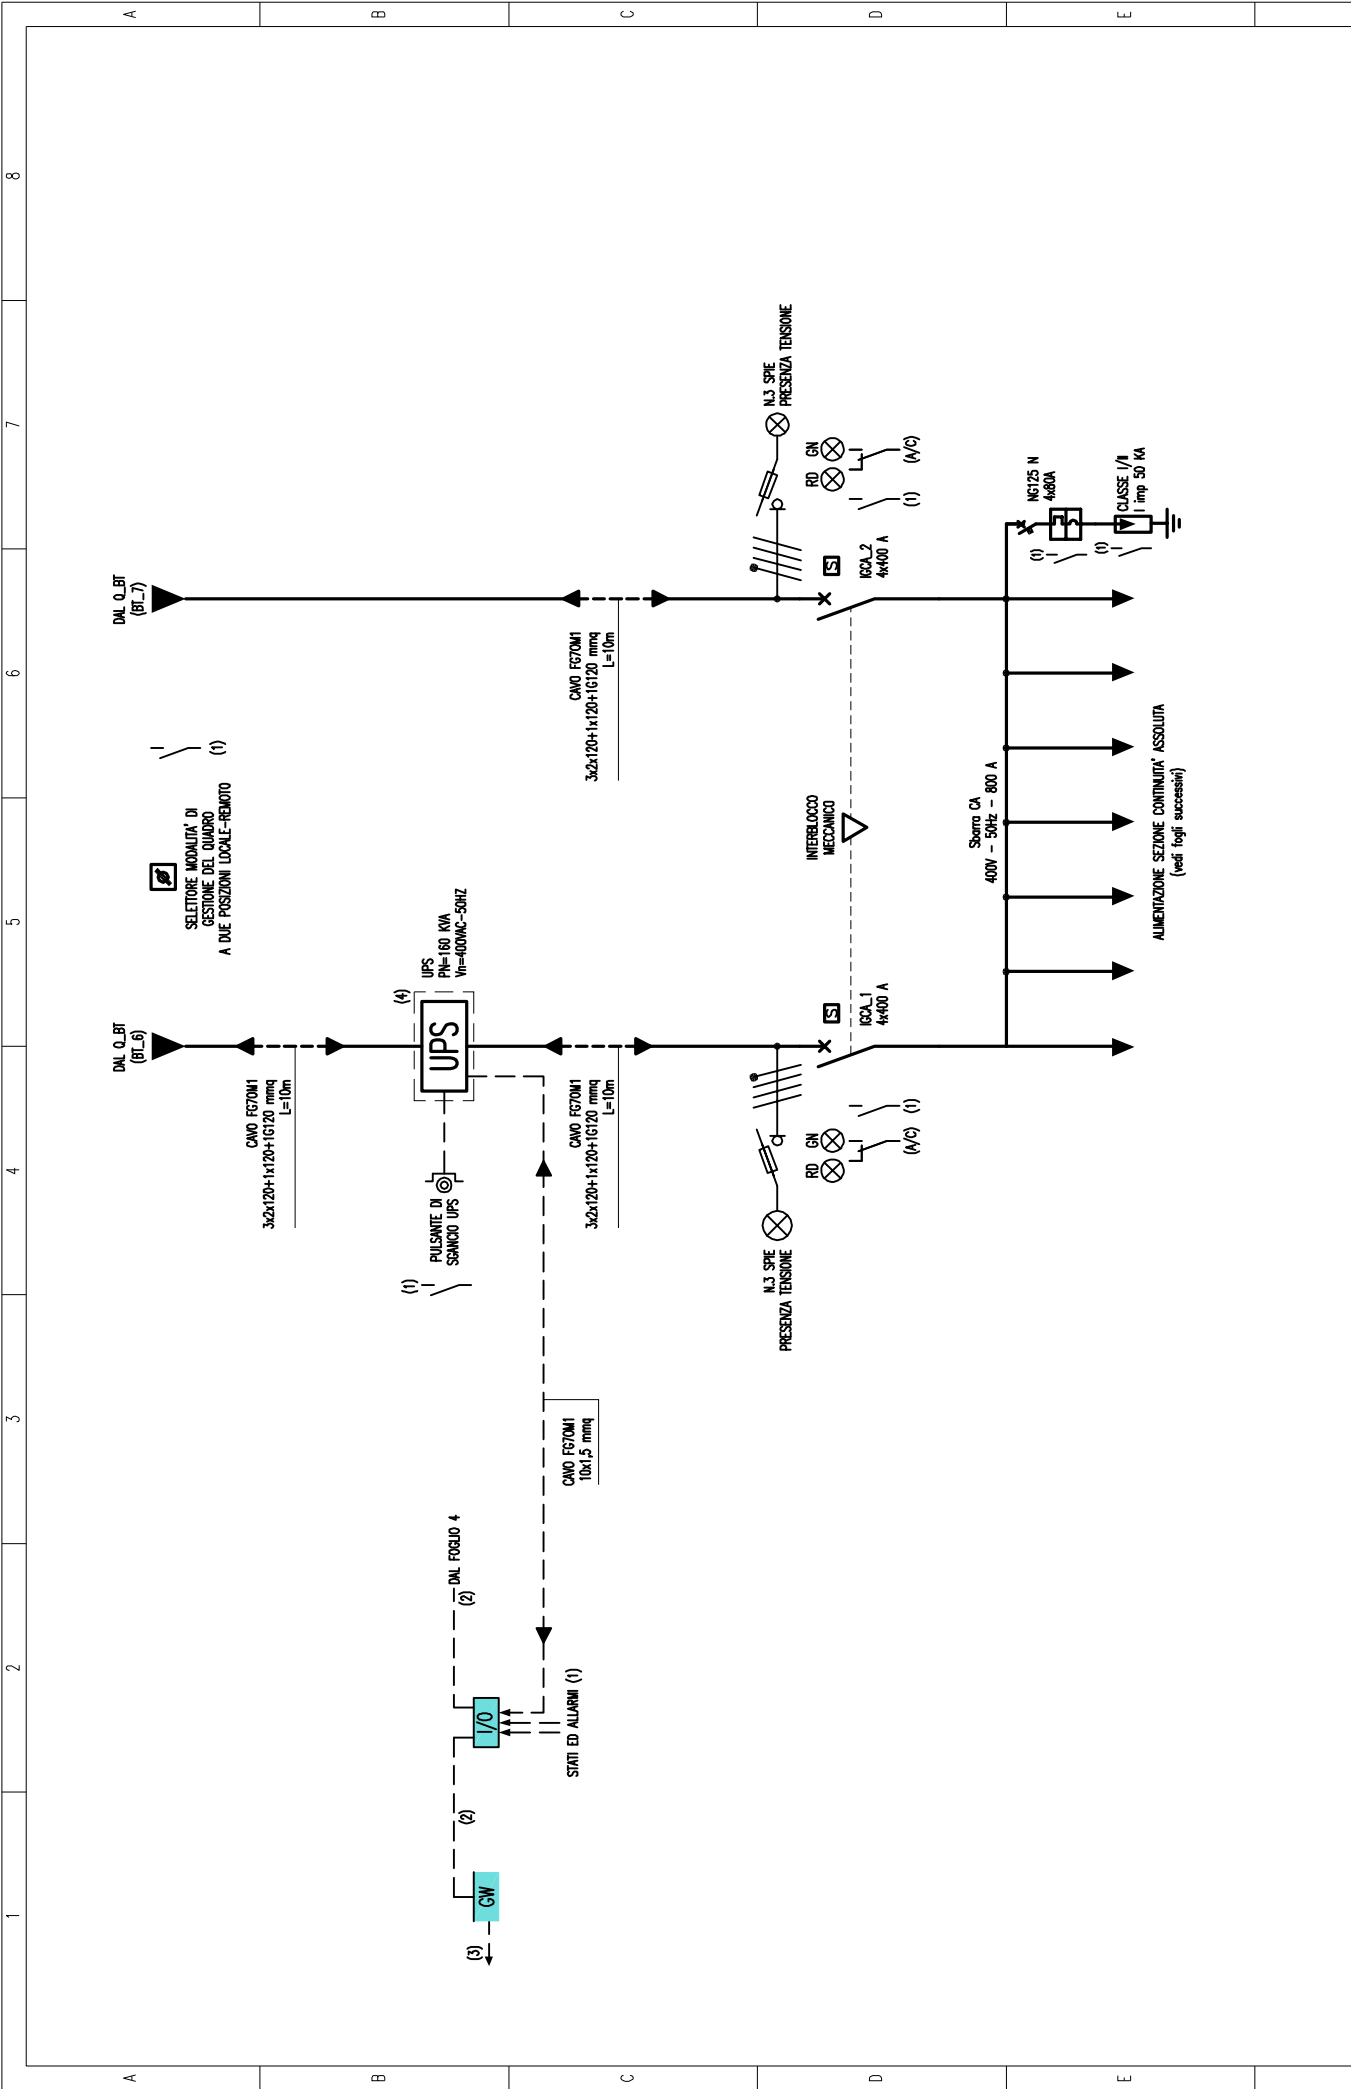 1
2
3
4
5
6
7
8
A
A
B
B
C
C
D
D
E
E
DAL Q_BT
(BT_6)
DAL Q_BT
(BT_7)
SELETTORE MODALITA' DI
GESTIONE DEL QUADRO
A DUE POSIZIONI LOCALE-REMOTO
(1)
CAVO FG7OM1
3x2x120+1x120+1G120 mmq
L=10m
(4)
UPS
UPS
PN=160 KVA
Vn=400VAC-50HZ
(1)
PULSANTE DI
SGANCIO UPS
DAL FOGLIO 4
(2)
(2)
I/O
GW
(3)
STATI ED ALLARMI (1)
CAVO FG7OM1
10x1,5 mmq
CAVO FG7OM1
3x2x120+1x120+1G120 mmq
L=10m
CAVO FG7OM1
3x2x120+1x120+1G120 mmq
L=10m
N.3 SPIE
PRESENZA TENSIONE
RD
GN
(A/C)
(1)
S
IGCA_1
4x400 A
INTERBLOCCO
MECCANICO
S
IGCA_2
4x400 A
N.3 SPIE
PRESENZA TENSIONE
RD
GN
(1)
(A/C)
Sbarra CA
400V - 50Hz - 800 A
NG125 N
4x80A
(1)
CLASSE I/II
I imp 50 KA
(1)
ALIMENTAZIONE SEZIONE CONTINUITA' ASSOLUTA
(vedi fogli successivi)